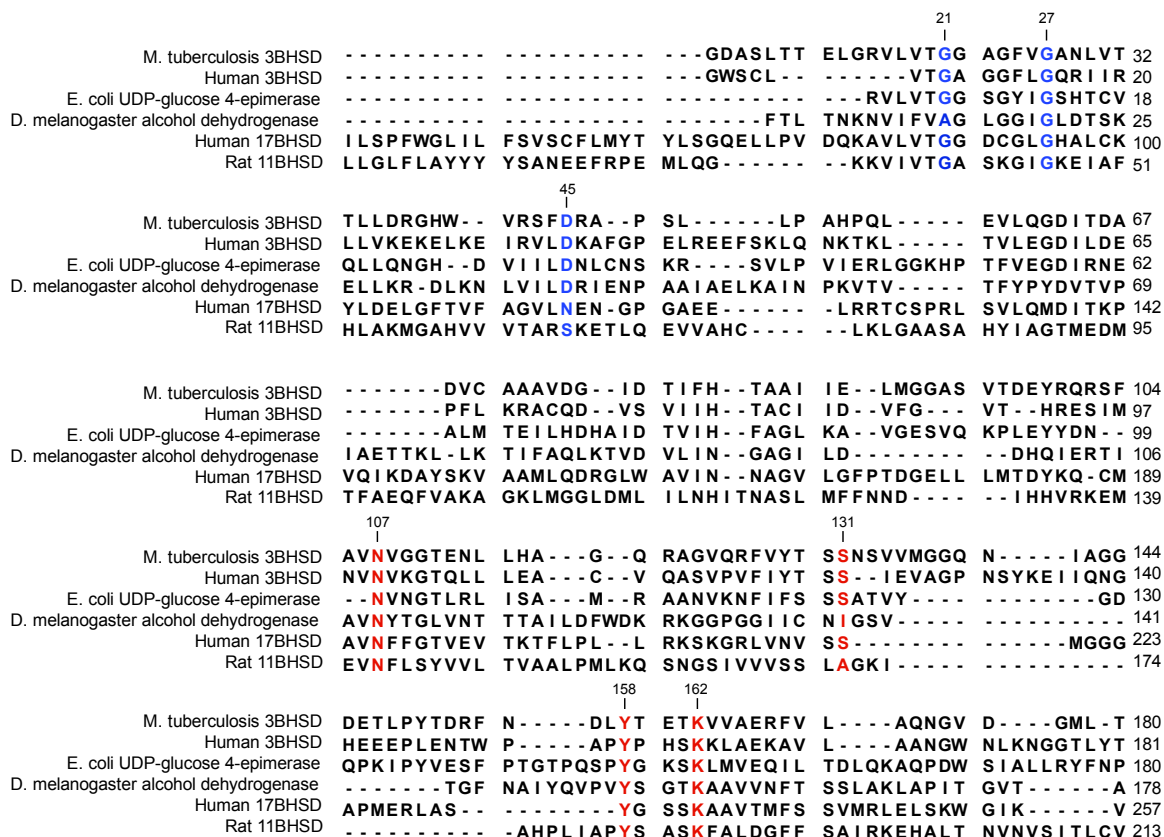 21 27
M. tuberculosis 3BHSD ---------- ---------- ---GDASLTT ELGRVLVTGG AGFVGANLVT 32
Human 3BHSD ---------- ---------- ---GWSCL-- ------VTGA GGFLGQRIIR 20
E. coli UDP-glucose 4-epimerase ---------- ---------- ---------- ---RVLVTGG SGYIGSHTCV 18
D. melanogaster alcohol dehydrogenase ---------- ---------- -------FTL TNKNVIFVAG LGGIGLDTSK 25
Human 17BHSD ILSPFWGLIL FSVSCFLMYT YLSGQELLPV DQKAVLVTGG DCGLGHALCK 100
Rat 11BHSD LLGLFLAYYY YSANEEFRPE MLQG------ --KKVIVTGA SKGIGKEIAF 51
45
M. tuberculosis 3BHSD TLLDRGHW-- VRSFDRA--P SL------LP AHPQL----- EVLQGDITDA 67
Human 3BHSD LLVKEKELKE IRVLDKAFGP ELREEFSKLQ NKTKL----- TVLEGDILDE 65
E. coli UDP-glucose 4-epimerase QLLQNGH--D VIILDNLCNS KR----SVLP VIERLGGKHP TFVEGDIRNE 62
D. melanogaster alcohol dehydrogenase ELLKR-DLKN LVILDRIENP AAIAELKAIN PKVTV----- TFYPYDVTVP 69
Human 17BHSD YLDELGFTVF AGVLNEN-GP GAEE------ LRRTCSPRLS VLQMDITKP 142
Rat 11BHSD HLAKMGAHVV VTARSKETLQ EVVAHC---- LKLGAASA HYIAGTMEDM 95
M. tuberculosis 3BHSD -------DVC AAAVDG--ID TIFH--TAAI IE--LMGGAS VTDEYRQRSF 104
Human 3BHSD -------PFL KRACQD--VS VIIH--TACI ID--VFG--- VT--HRESIM 97
E. coli UDP-glucose 4-epimerase -------ALM TEILHDHAID TVIH--FAGL KA--VGESVQ KPLEYYDN-- 99
D. melanogaster alcohol dehydrogenase IAETTKL-LK TIFAQLKTVD VLIN--GAGI LD-------- --DHQIERTI 106
Human 17BHSD VQIKDAYSKV AAMLQDRGLW AVIN--NAGV LGFPTDGELL LMTDYKQ-CM 189
Rat 11BHSD TFAEQFVAKA GKLMGGLDML ILNHITNASL MFFNND---- --IHHVRKEM 139
107 131
M. tuberculosis 3BHSD AVNVGGTENL LHA---G--Q RAGVQRFVYT SSNSVVMGGQ N-----IAGG 144
Human 3BHSD NVNVKGTQLL LEA---C--V QASVPVFIYT SSS--IEVAGP NSYKEIIQNG 140
E. coli UDP-glucose 4-epimerase --NVNGTLRL ISA---M--R AANVKNFIFS SSATVY---- --------GD 130
D. melanogaster alcohol dehydrogenase AVNYTGLVNT TTAILDFWDK RKGGPGGIIC NIGSV----- ---------- 141
Human 17BHSD AVNFFGTVEV TKTFLPL--L RKSKGRLVNV SS-------- ------MGGG 223
Rat 11BHSD EVNFLSYVVL TVAALPMLKQ SNGSIVVVSS LAGKI----- ---------- 174
158 162
M. tuberculosis 3BHSD DETLPYTDRF N-----DLYT ETKVVAERFV L----AQNGV D----GML-T 180
Human 3BHSD HEEEPLENTW P-----APYP HSKKLAEKAV L----AANGW NLKNGGTLYT 181
E. coli UDP-glucose 4-epimerase QPKIPYVESF PTGTPQSPYG KSKLMVEQIL TDLQKAQPDW SIALLRYFNP 180
D. melanogaster alcohol dehydrogenase -------TGF NAIYQVPVYS GTKAAVVNFT SSLAKLAPIT GVT------A 178
Human 17BHSD APMERLAS-- --------YG SSKAAVTMFS SVMRLELSKW GIK------V 257
Rat 11BHSD ---------- -AHPLIAPYS ASKFALDGFF SAIRKEHALT NVNVSITLCV 213